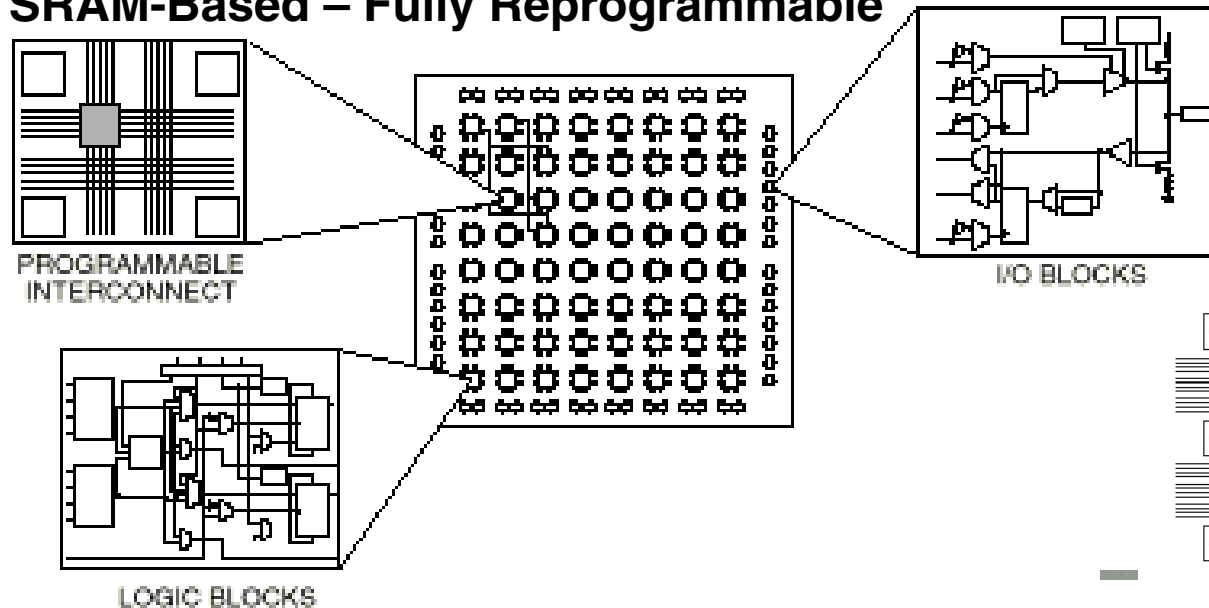 SRAM-Based – Fully Reprogrammable
PROGRAMMABLE
INTERCONNECT
I/O BLOCKS
LOGIC BLOCKS